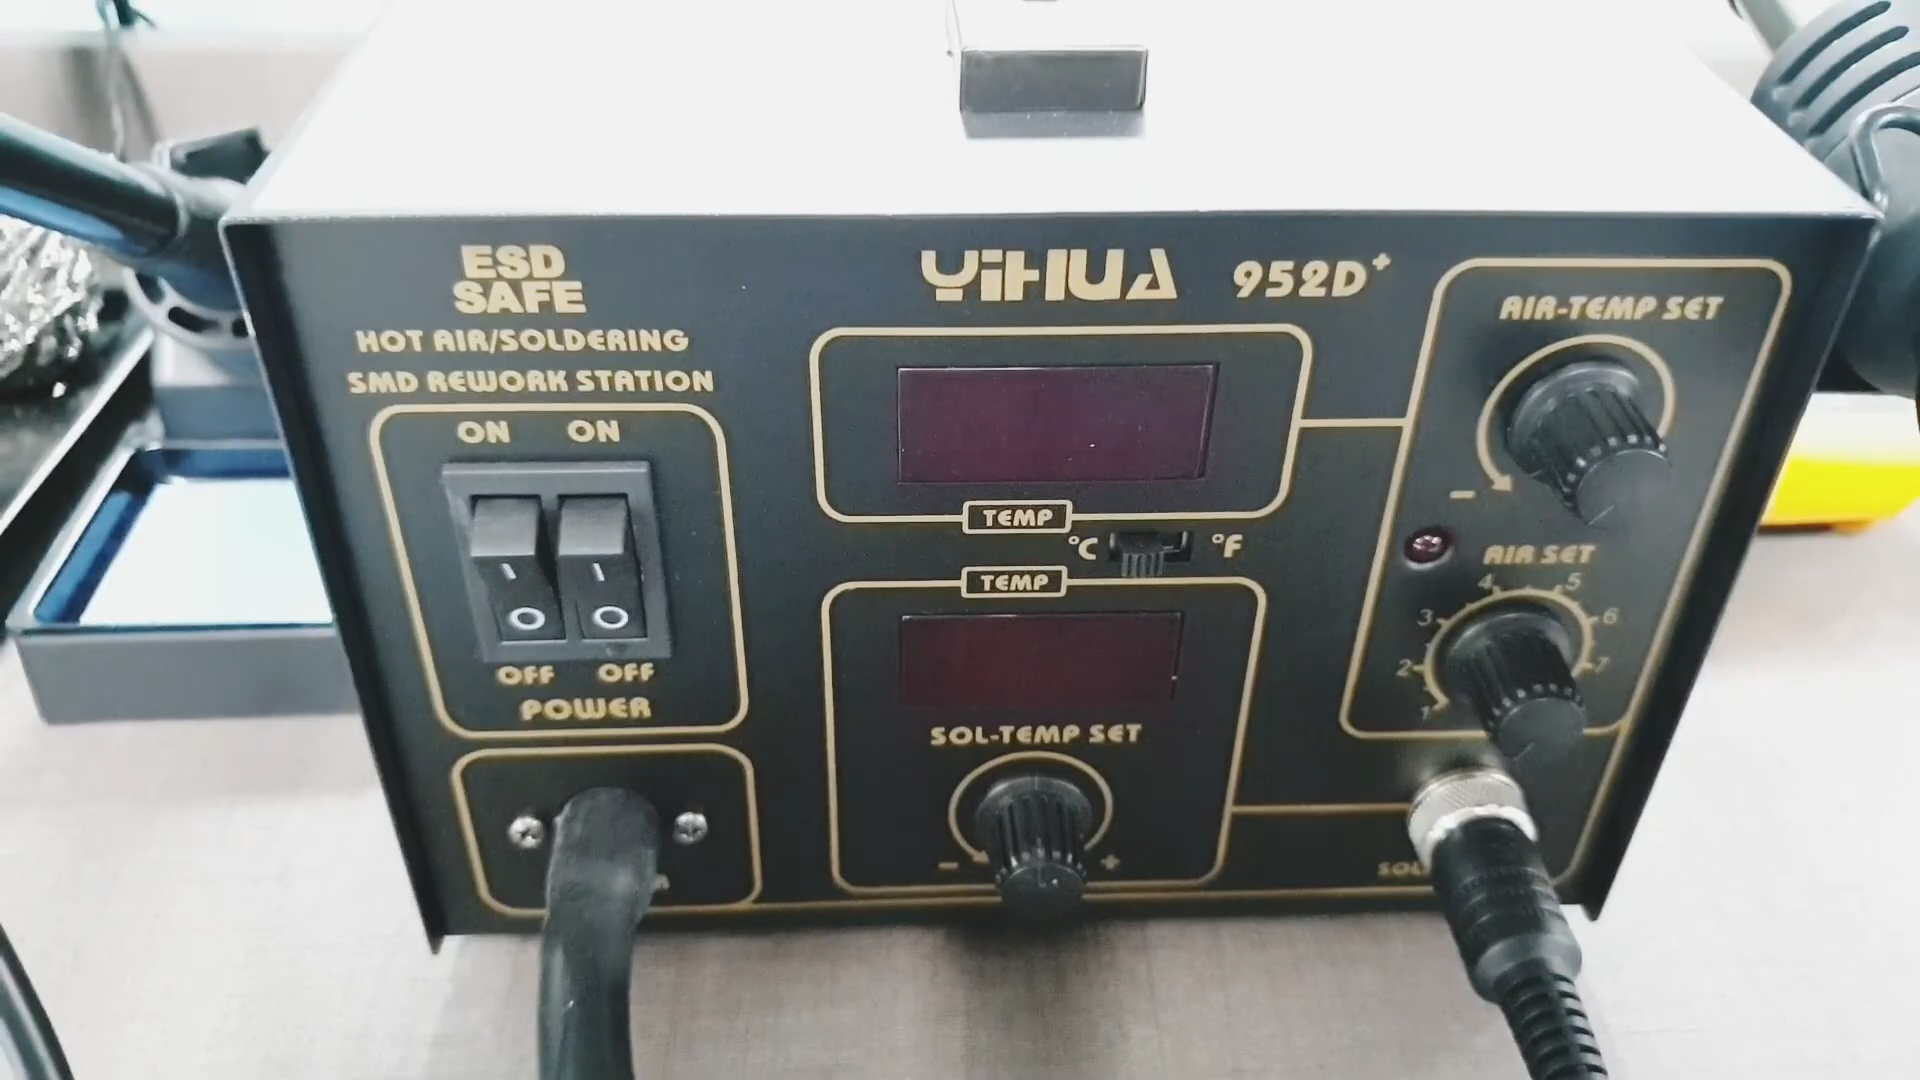 ESD
SAFE
HOT AIR/SOLDERING
SMD REWORK STATION
ON ON
I I
O O
OFF OFF
POWER
YIHUA 952D+
TEMP
°C °F
TEMP
SOL-TEMP SET
- +
AIR-TEMP SET
-
AIR SET
1 2 3 4 5 6 7